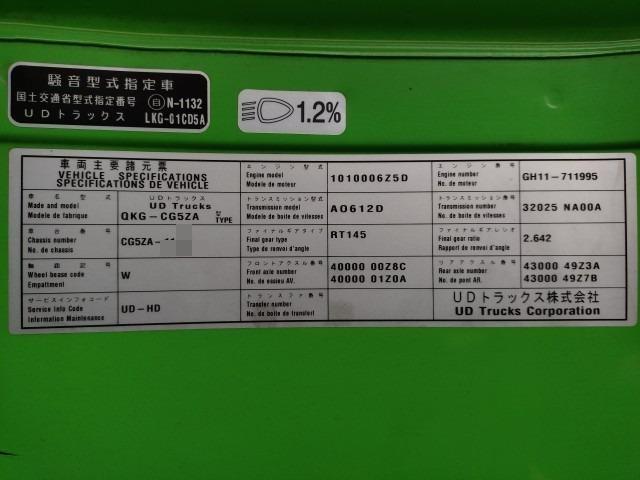 騒音型式指定車
国土交通省型式指定番号 自 N-1132
UDトラックス LKG-G1CD5A
1.2%
車両主要諸元票
VEHICLE SPECIFICATIONS
SPECIFICATIONS DE VEHICLE
エンジン型式
Engine model
Modele de moteur
1010006Z5D
エンジン番号
Engine number
No. de moteur
GH11-711995
車名型式
Made and model
Modele de fabrique
UDトラックス
UD Trucks
QKG-CG5ZA 型
TYPE
トランスミッション型式
Transmission model
Modele de boite de vitesses
AO612D
トランスミッション番号
Transmission number
No. de boite de vitesses
32025 NA00A
車台番号
Chassis number
No. de chassis
CG5ZA-
ファイナルギアタイプ
Final gear type
Type de renvoi d'angle
RT145
ファイナルギアレシオ
Final gear ratio
Rapport de renvoi d'angle
2.642
軸距記号
Wheel bease code
Empattment
W
フロントアクスル番号
Front axle number
No. de essieu AV.
40000 00Z8C
40000 01Z0A
リアアクスル番号
Rear axle number
No. de pont AR.
43000 49Z3A
43000 49Z7B
サービスインフォコード
Service Info Code
Information Maintenance
UD-HD
トランスファ番号
Transfer number
No. de boite de transfert
UDトラックス株式会社
UD Trucks Corporation